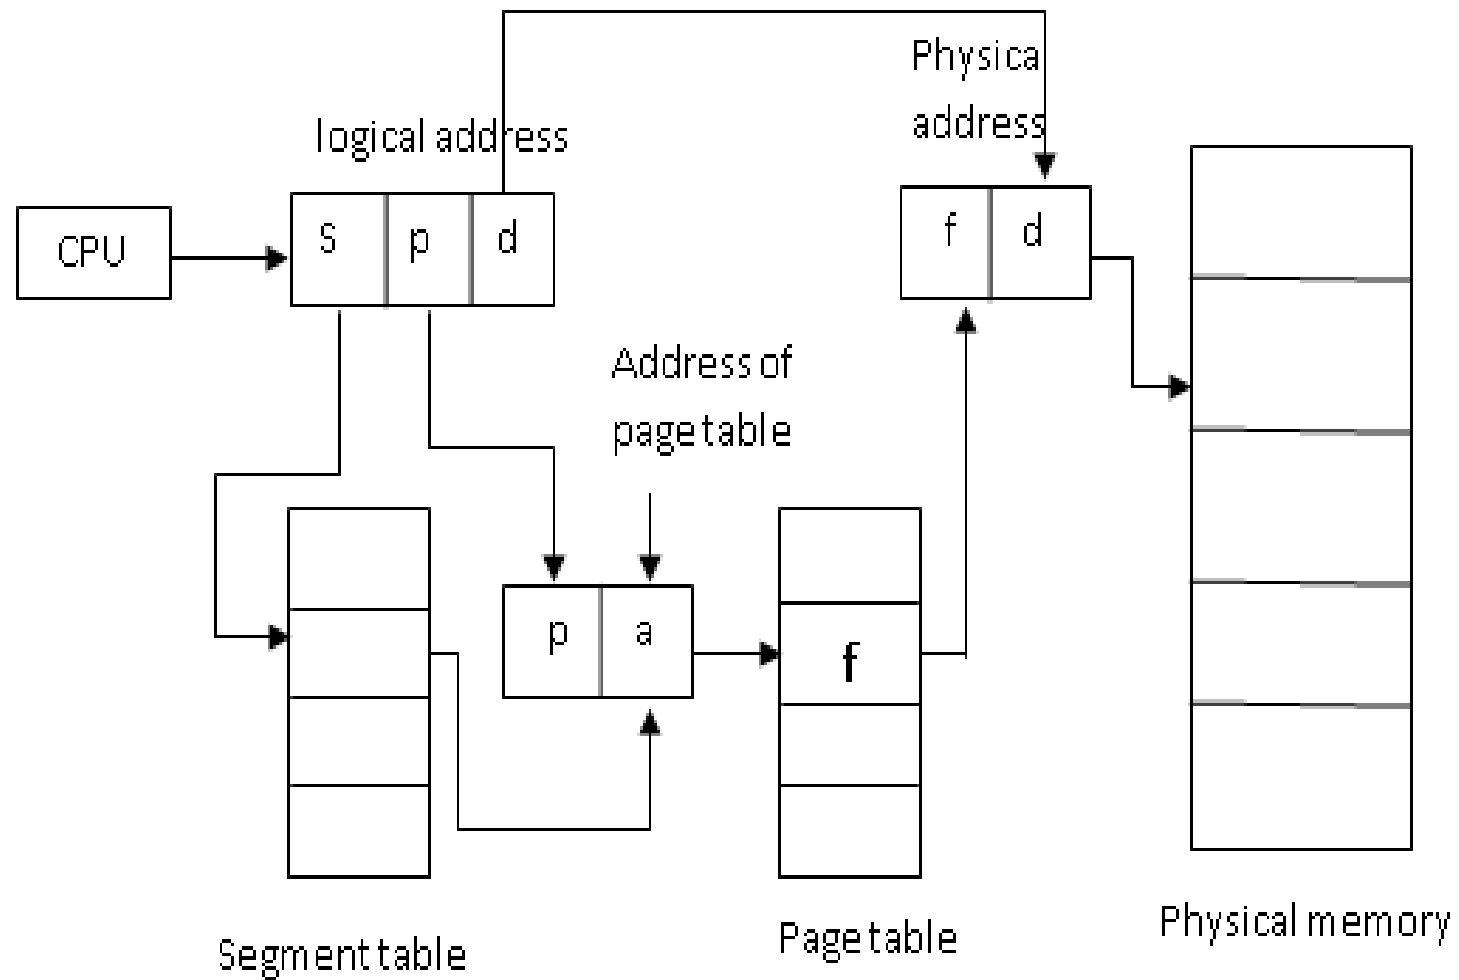 Physica
address
logical address
CPU
s p d
f d
Address of
page table
p a
f
Segment table
Page table
Physical memory